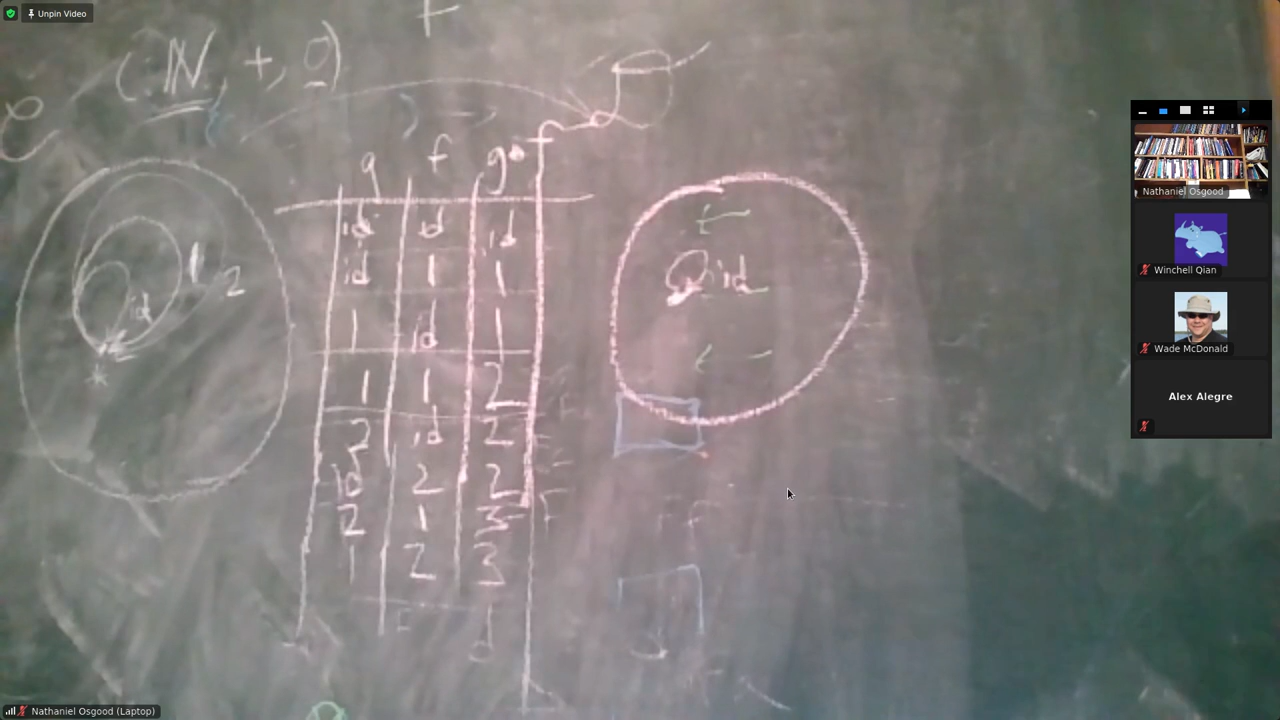 Unpin Video
(ℕ, +, 0)
g f g∘f
id id id
id 1 1
1 id 1
1 1 2
2 id 2
id 2 2
2 1 3
1 2 3
id 1 2
*
id
Nathaniel Osgood
Winchell Qian
Wade McDonald
Alex Alegre
Nathaniel Osgood (Laptop)